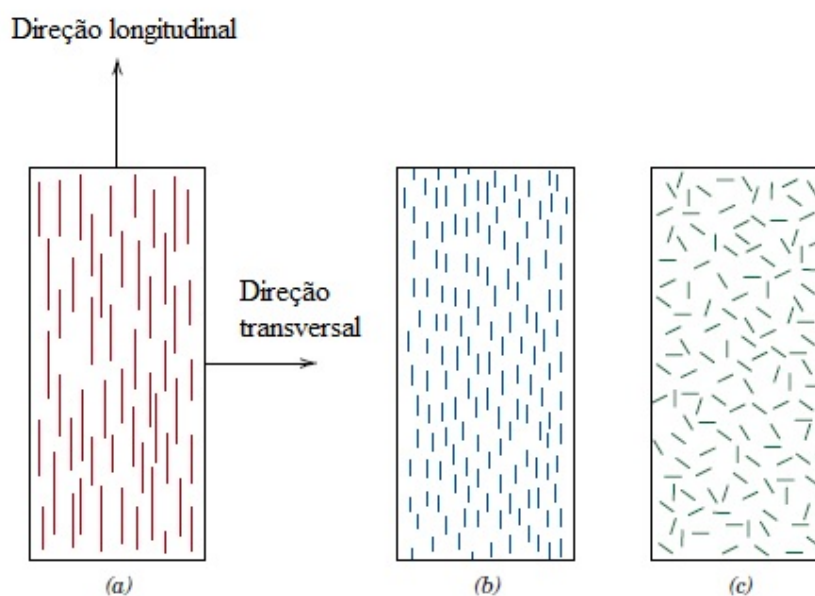 Direção longitudinal
Direção
transversal
(a)
(b)
(c)